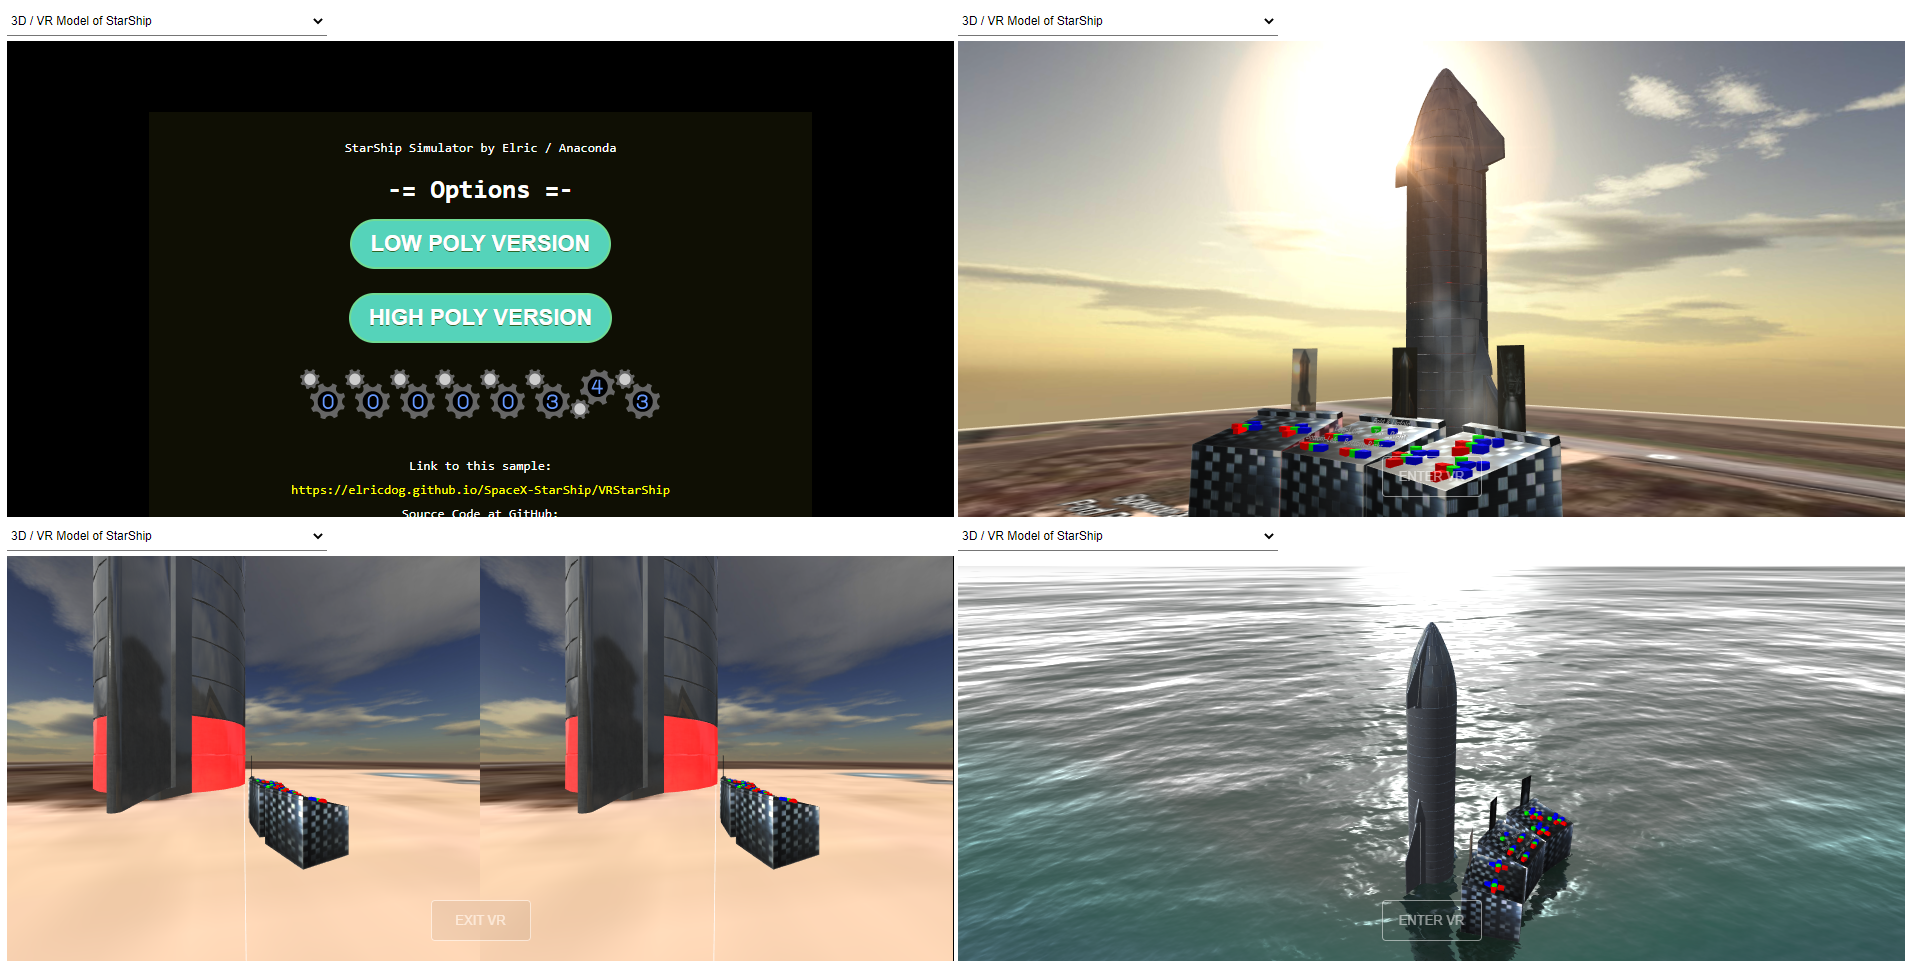 3D / VR Model of StarShip
3D / VR Model of StarShip
StarShip Simulator by Elric / Anaconda
-= Options =-
LOW POLY VERSION
HIGH POLY VERSION
0 0 0 0 0 3 4 3
Link to this sample:
https://elricdog.github.io/SpaceX-StarShip/VRStarShip
Source Code at GitHub:
ENTER VR
3D / VR Model of StarShip
3D / VR Model of StarShip
EXIT VR
ENTER VR